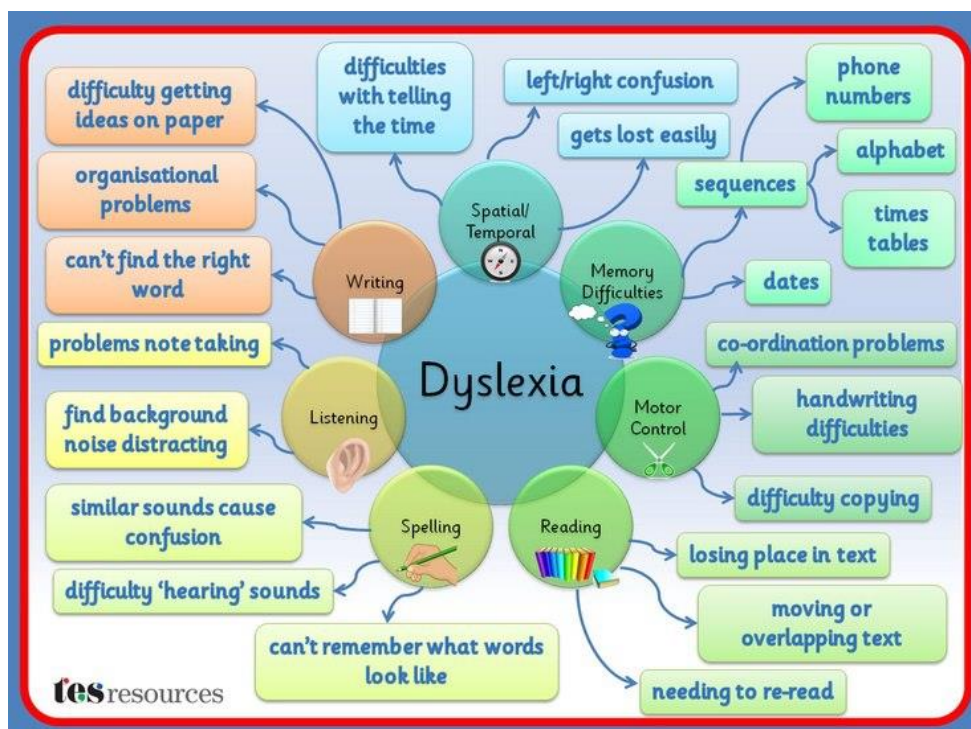 Dyslexia
Spatial/
Temporal
difficulties
with telling
the time
left/right confusion
gets lost easily
Memory
Difficulties
sequences
phone
numbers
alphabet
times
tables
dates
Motor
Control
co-ordination problems
handwriting
difficulties
difficulty copying
Reading
losing place in text
moving or
overlapping text
needing to re-read
Spelling
similar sounds cause
confusion
difficulty ‘hearing’ sounds
can’t remember what words
look like
Listening
problems note taking
find background
noise distracting
Writing
difficulty getting
ideas on paper
organisational
problems
can’t find the right
word
tes resources